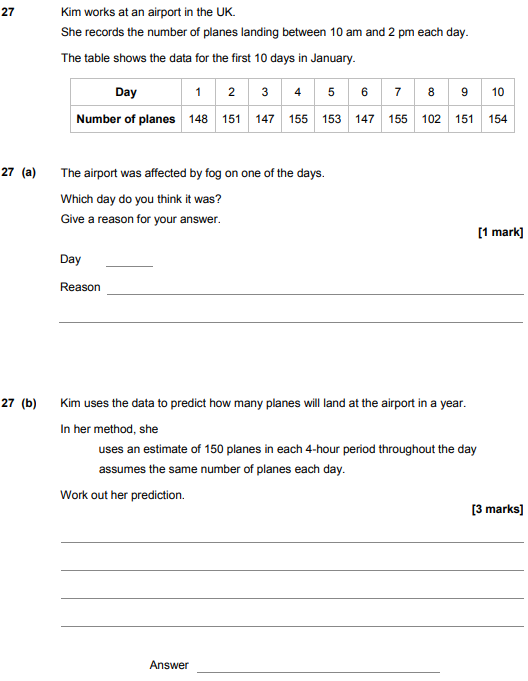 27 Kim works at an airport in the UK.
She records the number of planes landing between 10 am and 2 pm each day.
The table shows the data for the first 10 days in January.
Day 1 2 3 4 5 6 7 8 9 10
Number of planes 148 151 147 155 153 147 155 102 151 154
27 (a) The airport was affected by fog on one of the days.
Which day do you think it was?
Give a reason for your answer.
[1 mark]
Day
Reason
27 (b) Kim uses the data to predict how many planes will land at the airport in a year.
In her method, she
uses an estimate of 150 planes in each 4-hour period throughout the day
assumes the same number of planes each day.
Work out her prediction.
[3 marks]
Answer